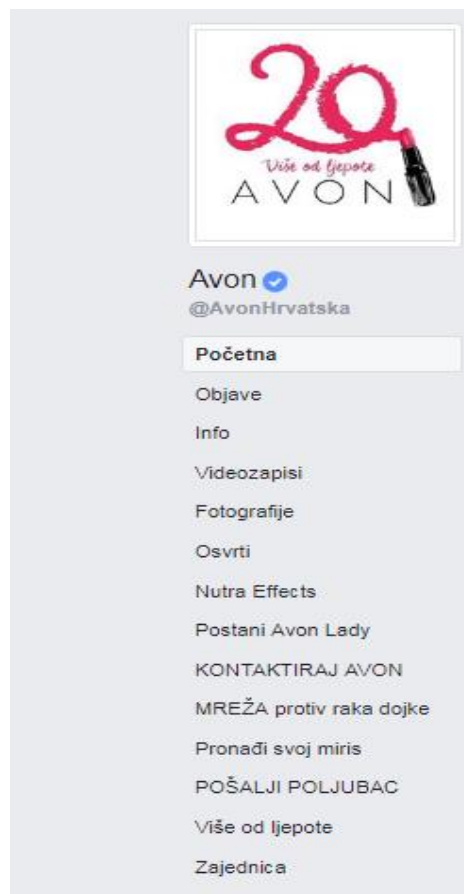 20
Više od ljepote
AVON
Avon
@AvonHrvatska
Početna
Objave
Info
Videozapisi
Fotografije
Osvrti
Nutra Effects
Postani Avon Lady
KONTAKTIRAJ AVON
MREŽA protiv raka dojke
Pronađi svoj miris
POŠALJI POLJUBAC
Više od ljepote
Zajednica